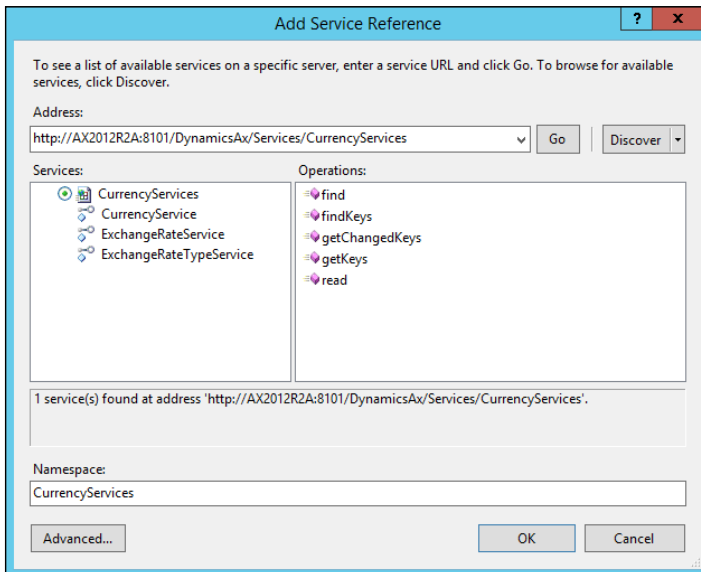 Add Service Reference
?
x
To see a list of available services on a specific server, enter a service URL and click Go. To browse for available
services, click Discover.
Address:
http://AX2012R2A:8101/DynamicsAx/Services/CurrencyServices
Go
Discover
Services:
Operations:
CurrencyServices
CurrencyService
ExchangeRateService
ExchangeRateTypeService
find
findKeys
getChangedKeys
getKeys
read
1 service(s) found at address 'http://AX2012R2A:8101/DynamicsAx/Services/CurrencyServices'.
Namespace:
CurrencyServices
Advanced...
OK
Cancel